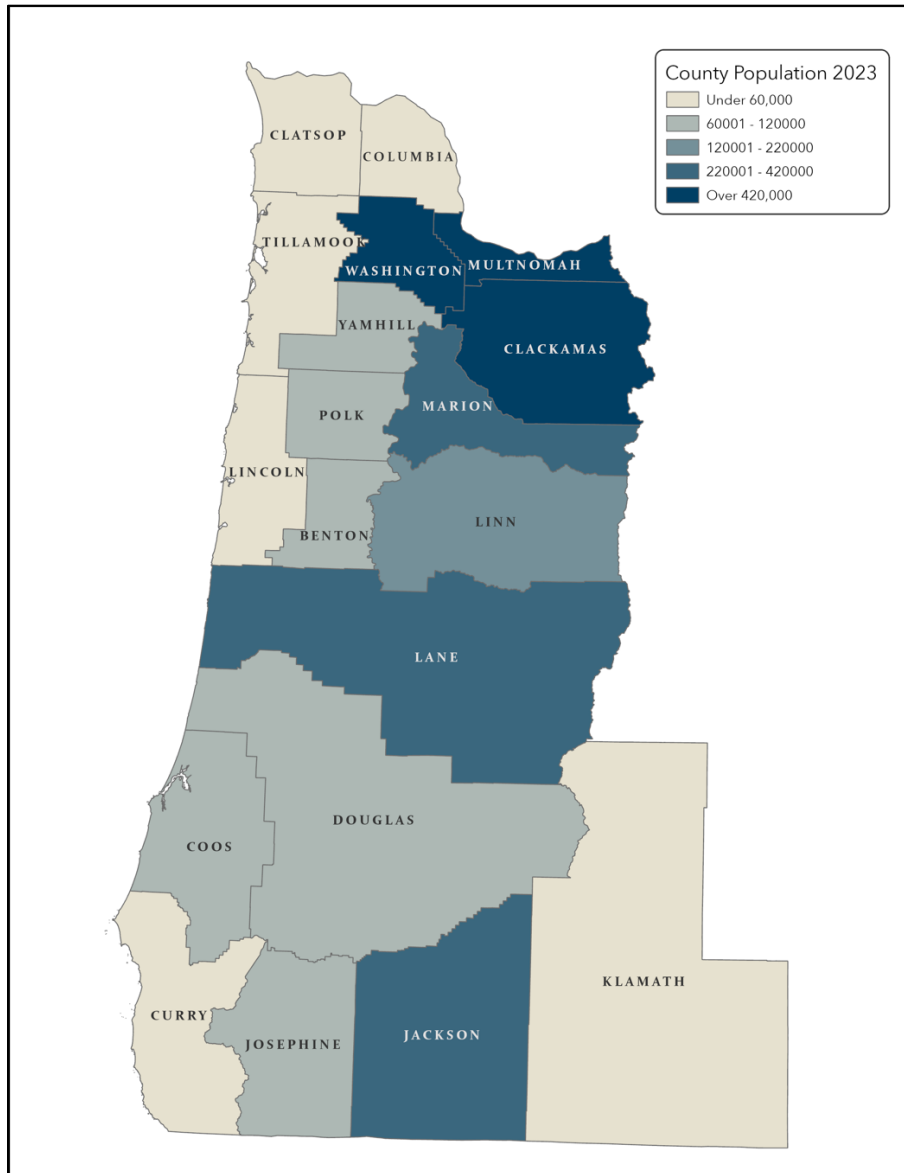 County Population 2023
Under 60,000
60001 - 120000
120001 - 220000
220001 - 420000
Over 420,000
CLATSOP
COLUMBIA
TILLAMOOK
WASHINGTON
MULTNOMAH
YAMHILL
CLACKAMAS
POLK
MARION
LINCOLN
BENTON
LINN
LANE
DOUGLAS
COOS
KLAMATH
CURRY
JOSEPHINE
JACKSON